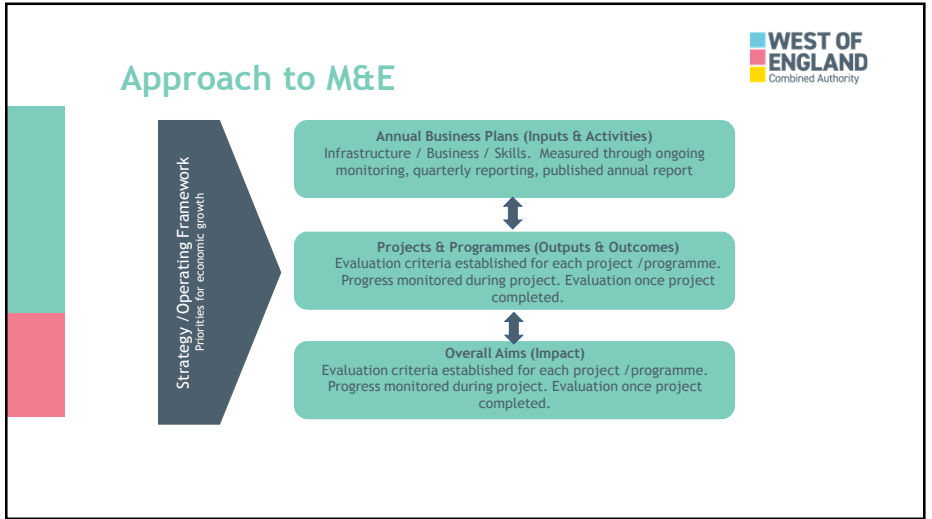 WEST OF
ENGLAND
Combined Authority
Approach to M&E
Strategy /Operating Framework
Priorities for economic growth
Annual Business Plans (Inputs & Activities)
Infrastructure / Business / Skills. Measured through ongoing
monitoring, quarterly reporting, published annual report
Projects & Programmes (Outputs & Outcomes)
Evaluation criteria established for each project /programme.
Progress monitored during project. Evaluation once project
completed.
Overall Aims (Impact)
Evaluation criteria established for each project /programme.
Progress monitored during project. Evaluation once project
completed.